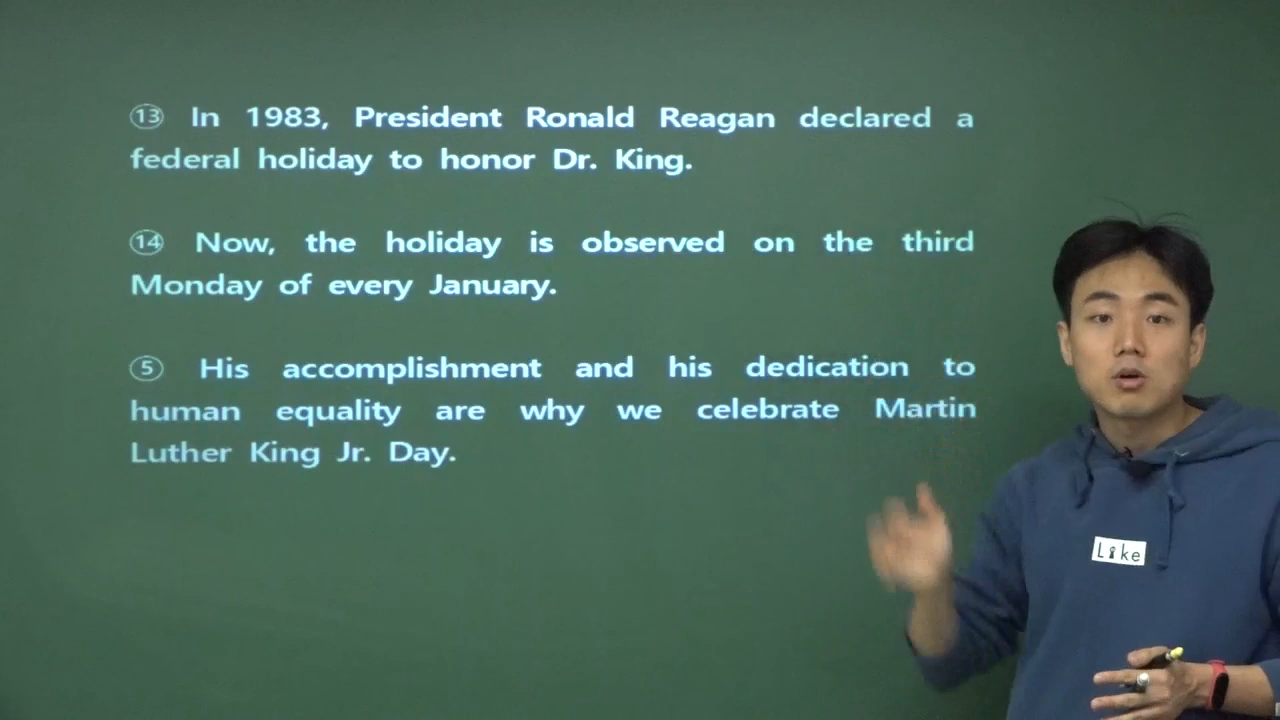 ⑬ In 1983, President Ronald Reagan declared a
federal holiday to honor Dr. King.
⑭ Now, the holiday is observed on the third
Monday of every January.
⑤ His accomplishment and his dedication to
human equality are why we celebrate Martin
Luther King Jr. Day.
Like